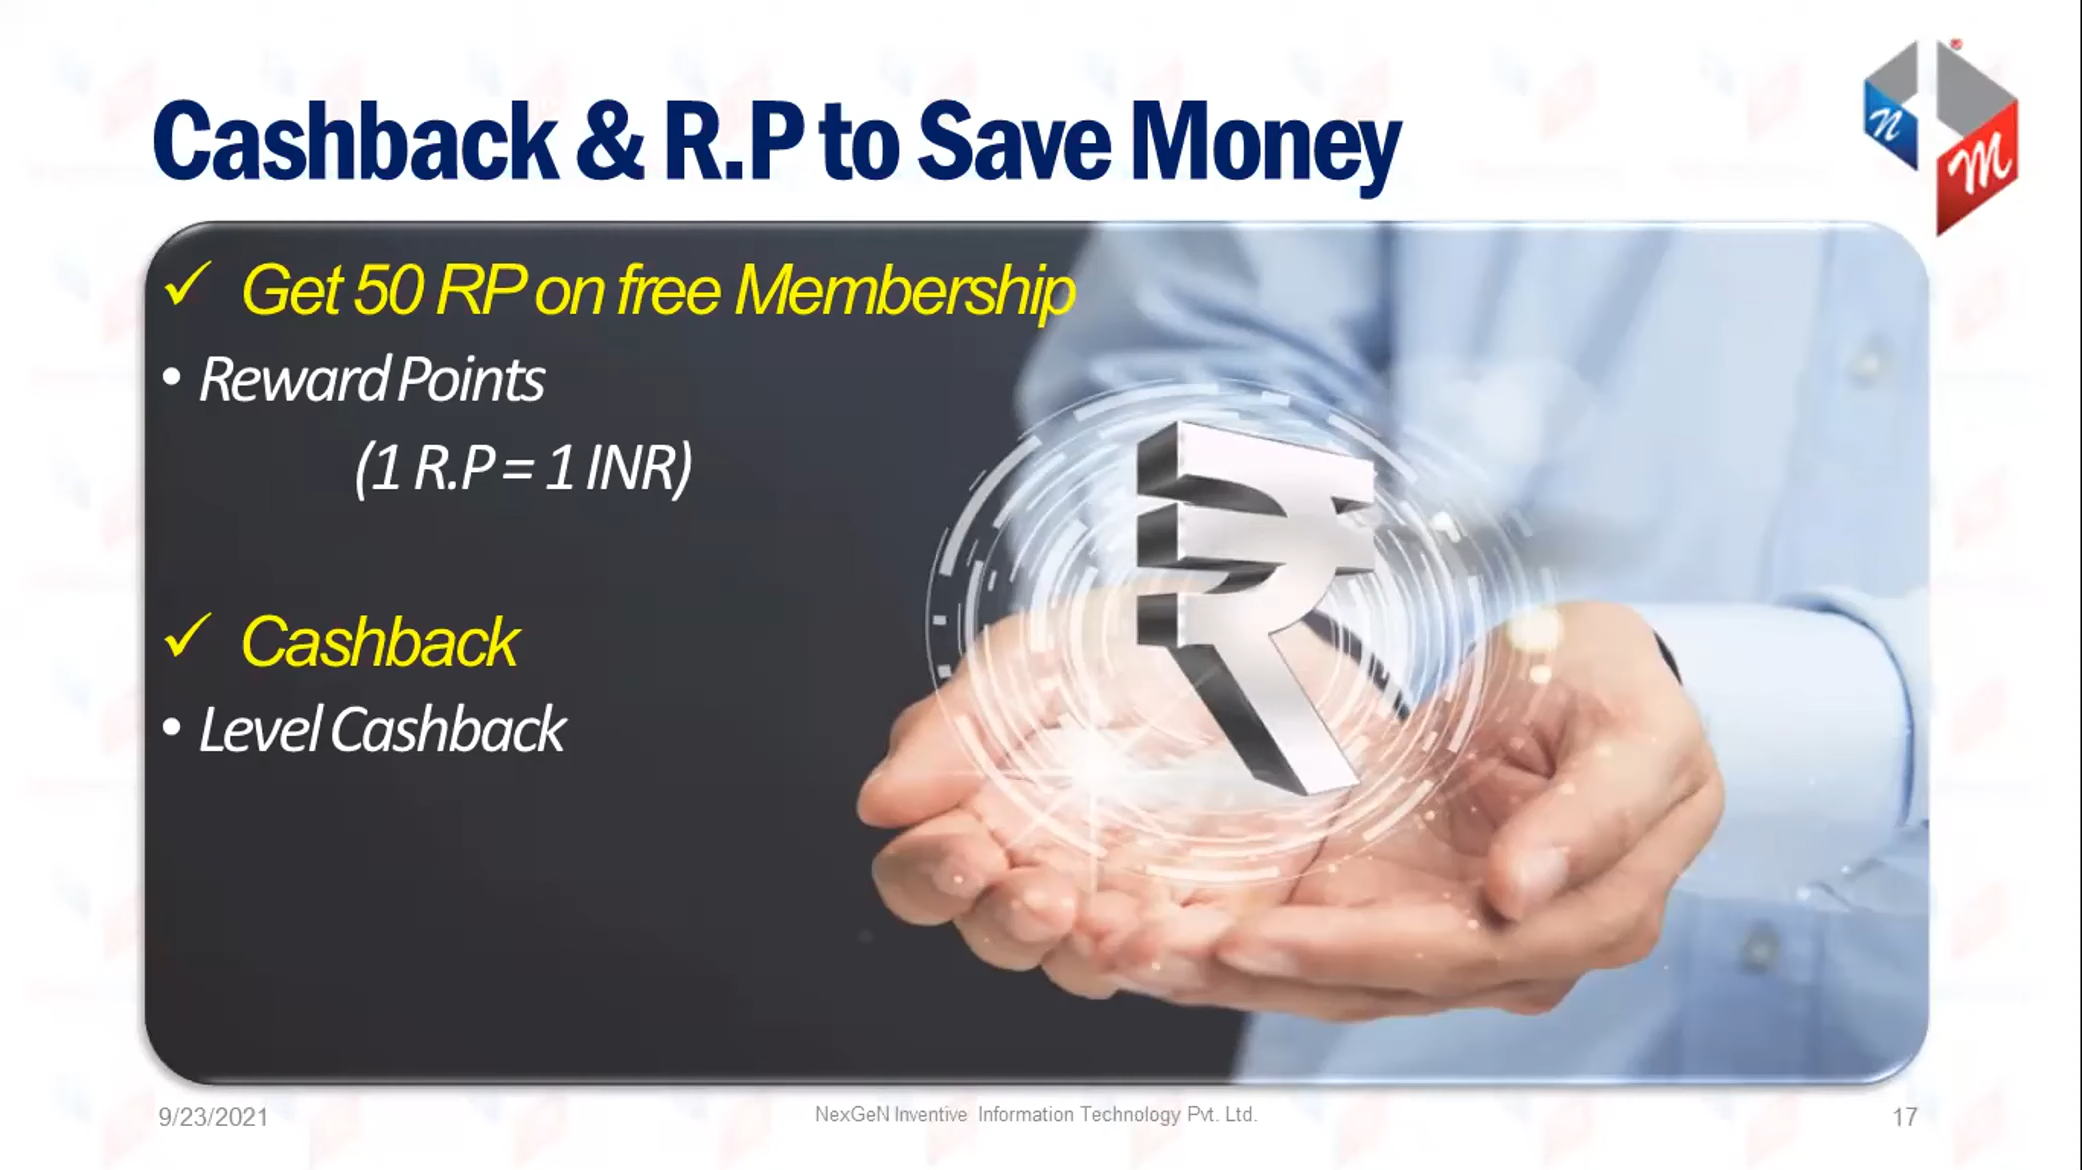 Cashback & R.P to Save Money
n
m
✓ Get 50 RP on free Membership
• Reward Points
(1 R.P = 1 INR)
✓ Cashback
• Level Cashback
9/23/2021
NexGeN Inventive Information Technology Pvt. Ltd.
17